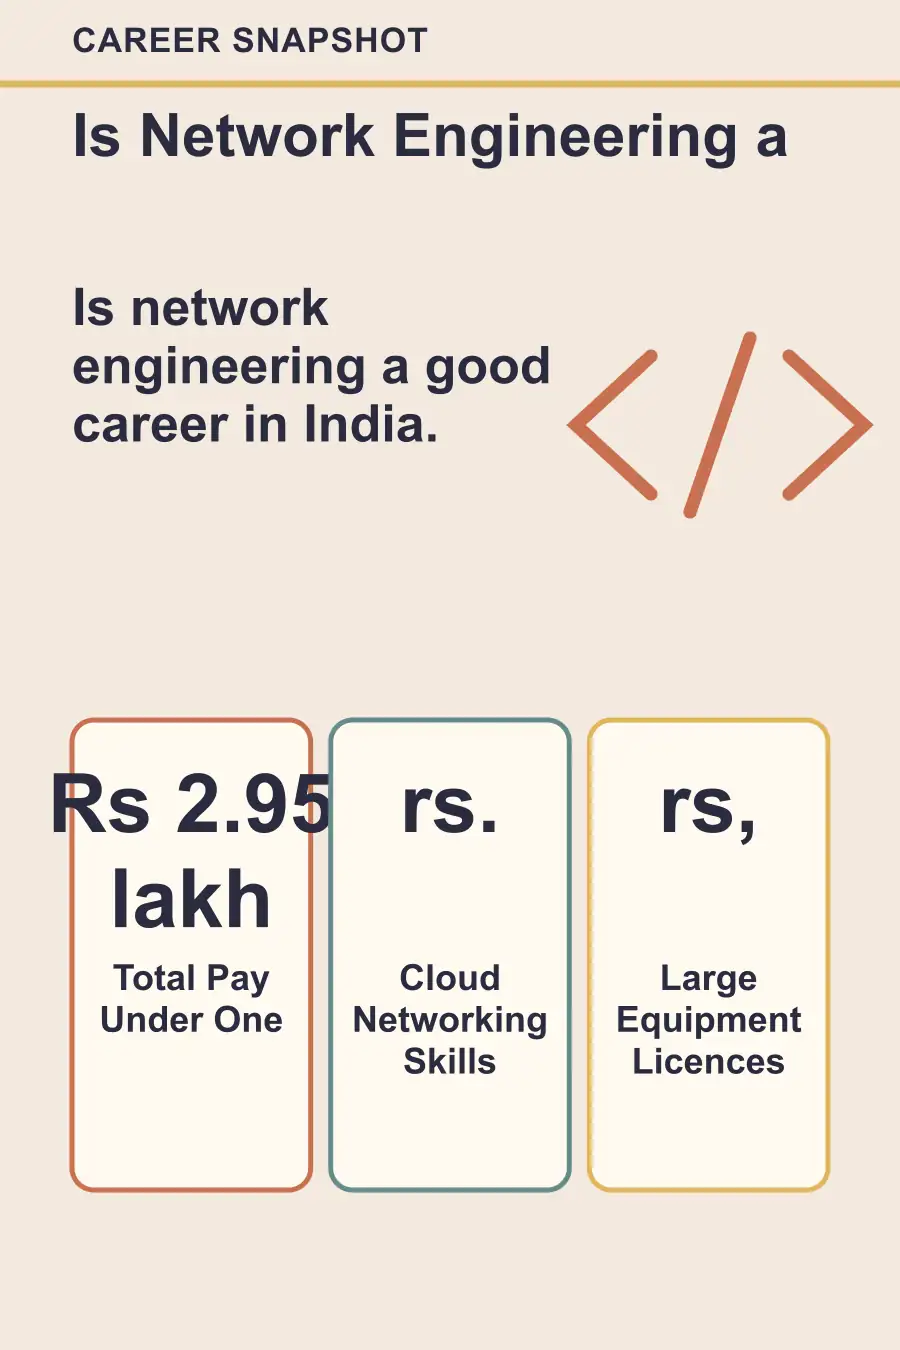 CAREER SNAPSHOT
Is Network Engineering a
Is network
engineering a good
career in India.
Rs 2.95
lakh
Total Pay
Under One
rs.
Cloud
Networking
Skills
rs,
Large
Equipment
Licences